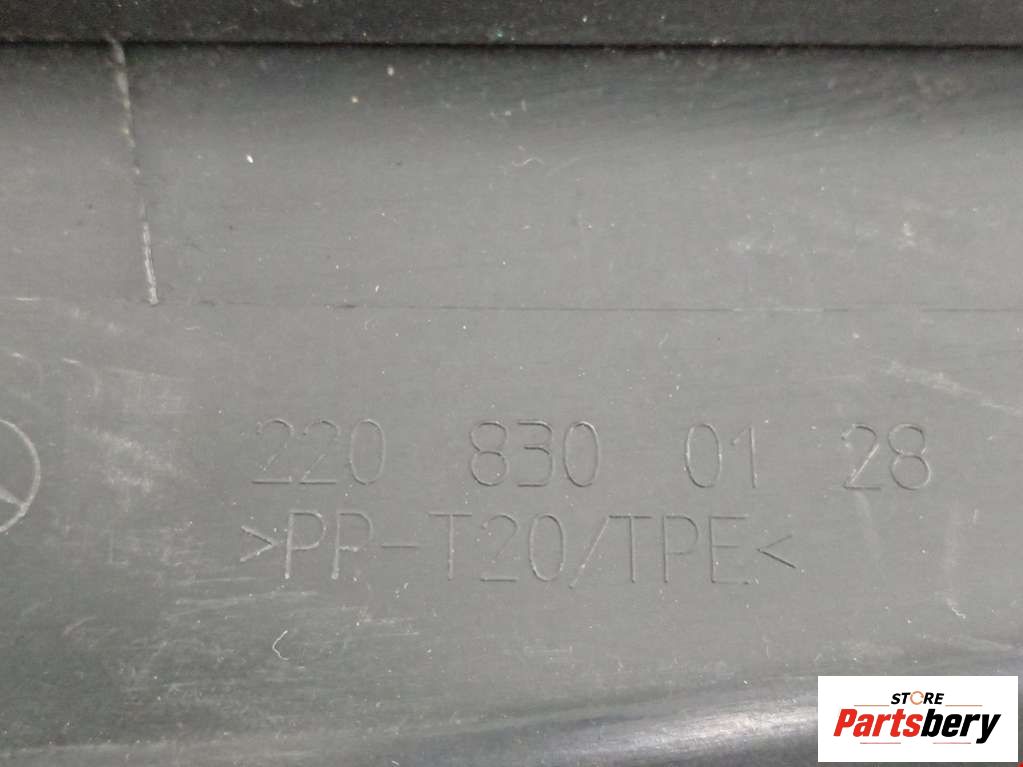 220 830 01 28
>PP-T20/TPE<
STORE
Partsbery